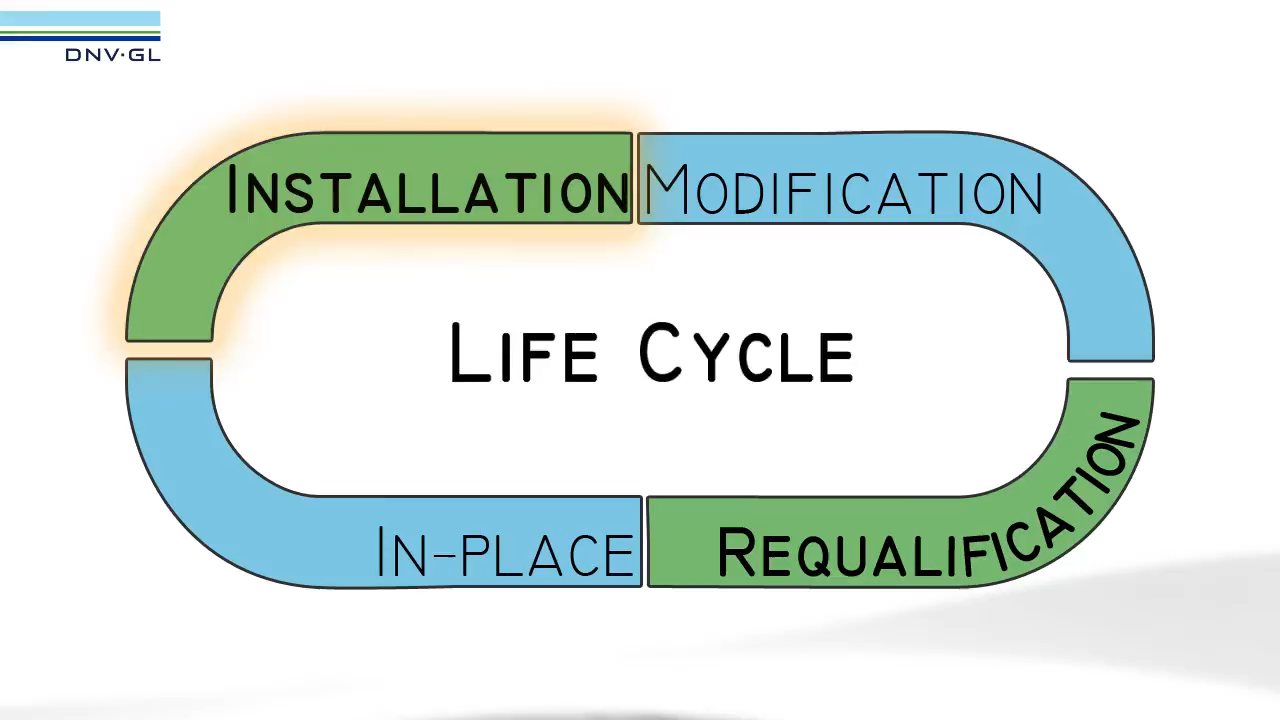 DNV·GL
INSTALLATION
MODIFICATION
LIFE CYCLE
IN-PLACE
REQUALIFICATION